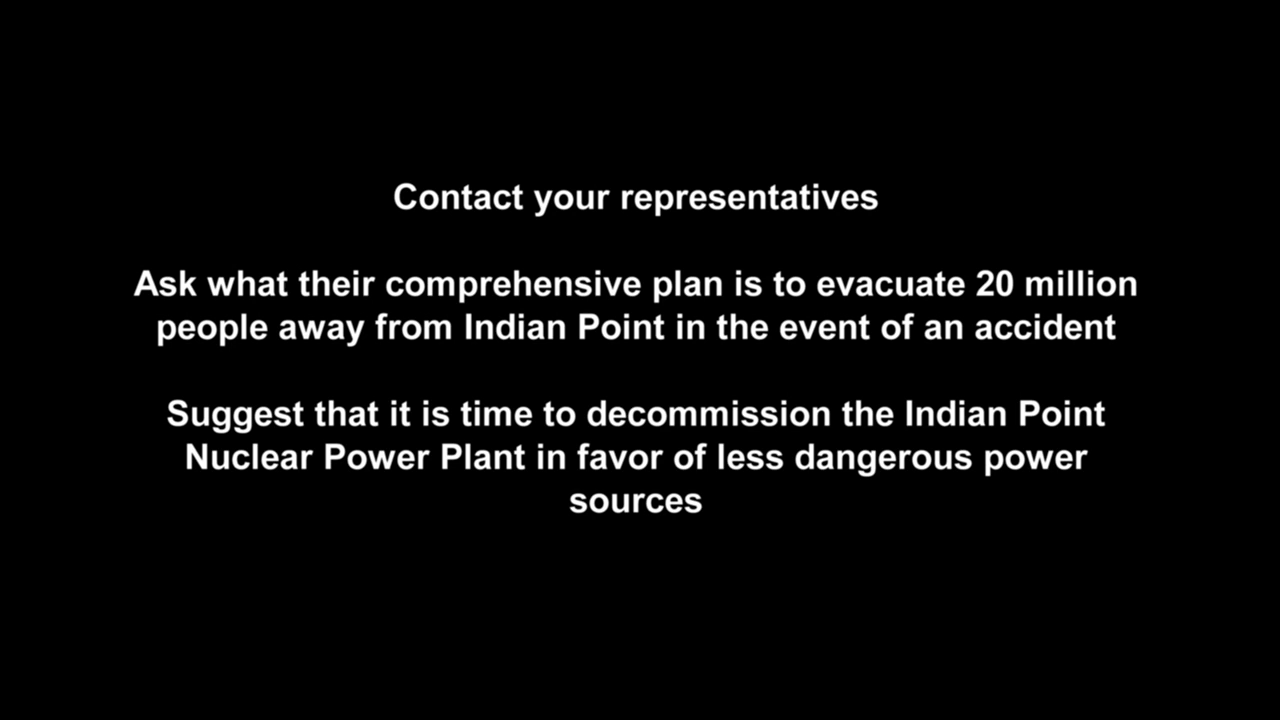 Contact your representatives
Ask what their comprehensive plan is to evacuate 20 million
people away from Indian Point in the event of an accident
Suggest that it is time to decommission the Indian Point
Nuclear Power Plant in favor of less dangerous power
sources